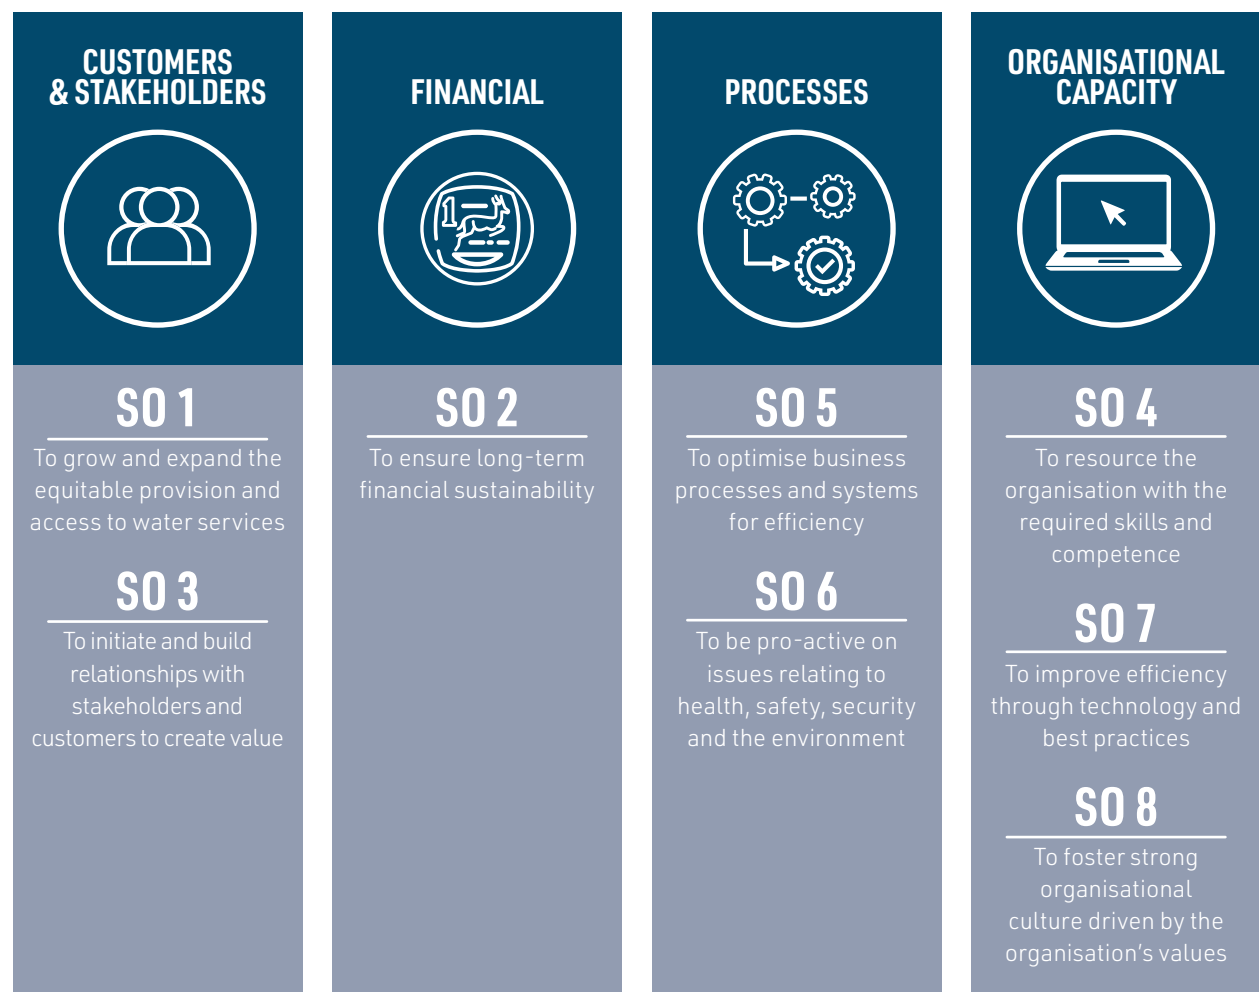 CUSTOMERS
& STAKEHOLDERS
SO 1
To grow and expand the
equitable provision and
access to water services
SO 3
To initiate and build
relationships with
stakeholders and
customers to create value
FINANCIAL
1
SO 2
To ensure long-term
financial sustainability
PROCESSES
SO 5
To optimise business
processes and systems
for efficiency
SO 6
To be pro-active on
issues relating to
health, safety, security
and the environment
ORGANISATIONAL
CAPACITY
SO 4
To resource the
organisation with the
required skills and
competence
SO 7
To improve efficiency
through technology and
best practices
SO 8
To foster strong
organisational
culture driven by the
organisation's values